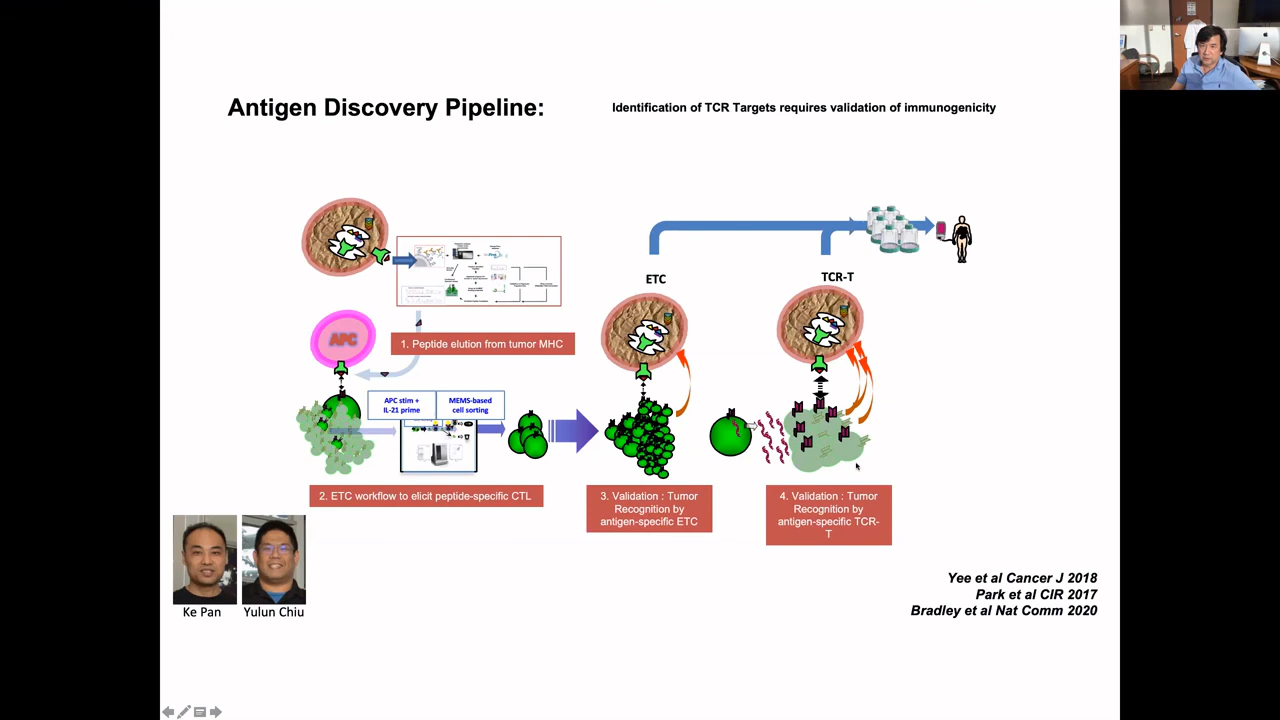 Antigen Discovery Pipeline:
Identification of TCR Targets requires validation of immunogenicity
ETC
TCR-T
APC
1. Peptide elution from tumor MHC
APC stim +
IL-21 prime
MEMS-based
cell sorting
2. ETC workflow to elicit peptide-specific CTL
3. Validation : Tumor
Recognition by
antigen-specific ETC
4. Validation : Tumor
Recognition by
antigen-specific TCR-
T
Ke Pan
Yulun Chiu
Yee et al Cancer J 2018
Park et al CIR 2017
Bradley et al Nat Comm 2020